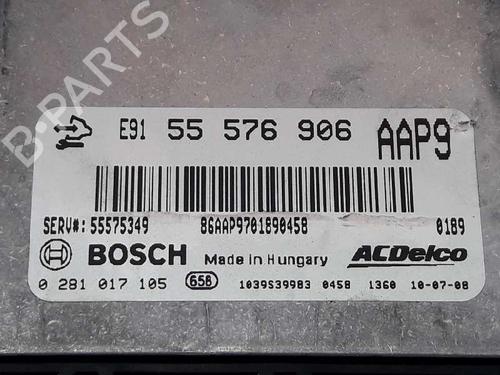 E91 55 576 906 AAP9
SERV#: 55575349 86AAP9701890458 0189
BOSCH Made in Hungary ACDelco
0 281 017 105 658 1039S39983 0458 1360 10-07-08
B-PARTS